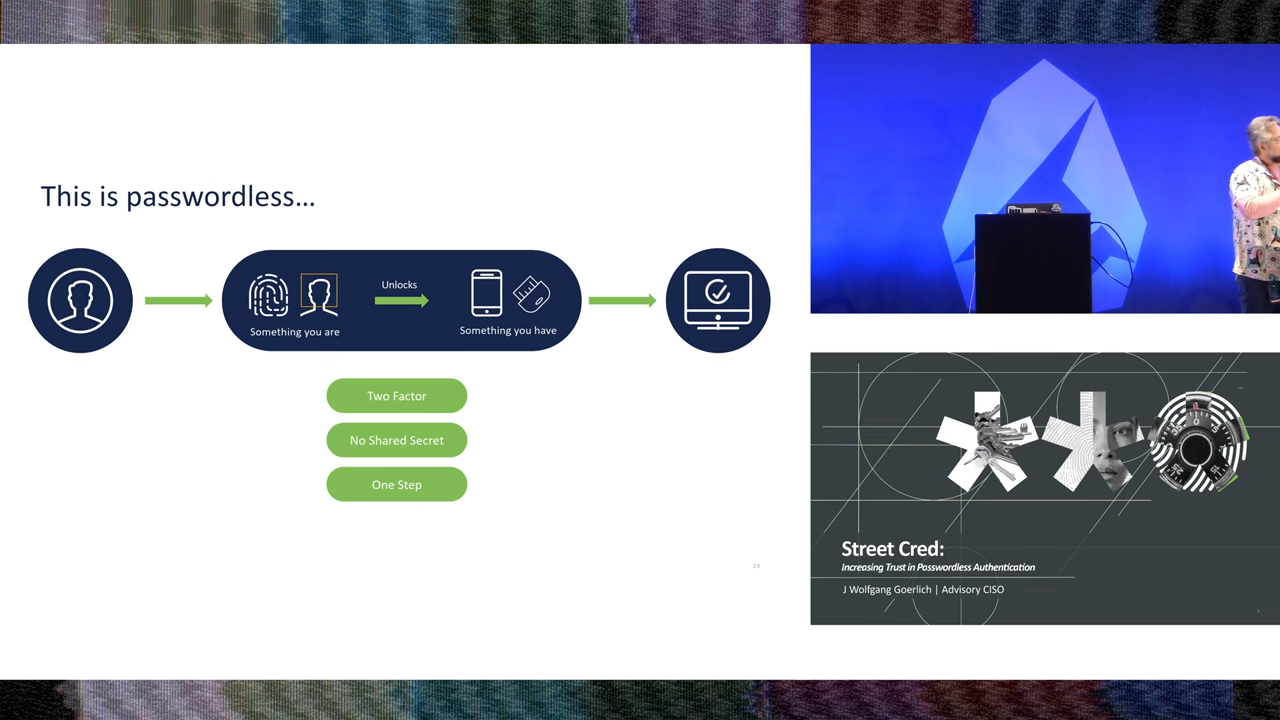 This is passwordless...
Unlocks
Something you are
Something you have
Two Factor
No Shared Secret
One Step
29
Street Cred:
Increasing Trust in Passwordless Authentication
J Wolfgang Goerlich | Advisory CISO